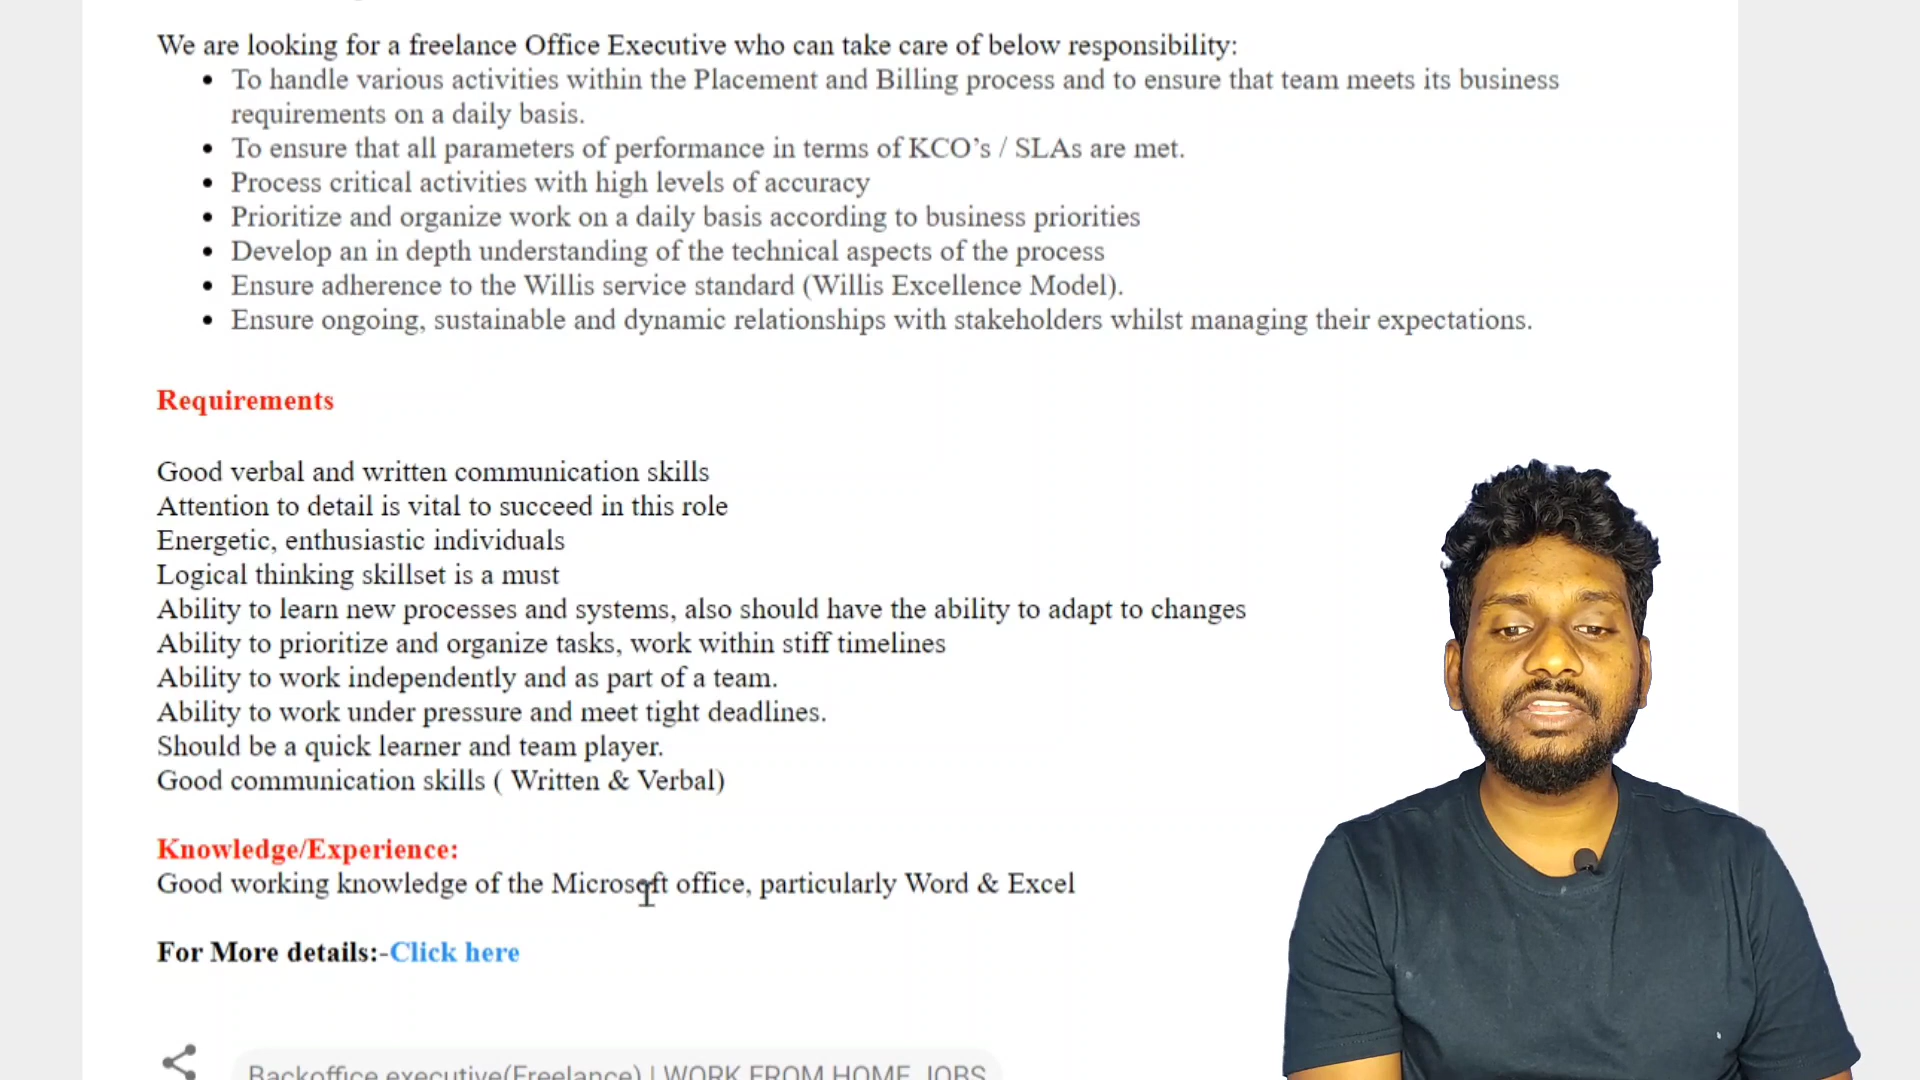 We are looking for a freelance Office Executive who can take care of below responsibility:
• To handle various activities within the Placement and Billing process and to ensure that team meets its business
requirements on a daily basis.
• To ensure that all parameters of performance in terms of KCO’s / SLAs are met.
• Process critical activities with high levels of accuracy
• Prioritize and organize work on a daily basis according to business priorities
• Develop an in depth understanding of the technical aspects of the process
• Ensure adherence to the Willis service standard (Willis Excellence Model).
• Ensure ongoing, sustainable and dynamic relationships with stakeholders whilst managing their expectations.
Requirements
Good verbal and written communication skills
Attention to detail is vital to succeed in this role
Energetic, enthusiastic individuals
Logical thinking skillset is a must
Ability to learn new processes and systems, also should have the ability to adapt to changes
Ability to prioritize and organize tasks, work within stiff timelines
Ability to work independently and as part of a team.
Ability to work under pressure and meet tight deadlines.
Should be a quick learner and team player.
Good communication skills ( Written & Verbal)
Knowledge/Experience:
Good working knowledge of the Microsoft office, particularly Word & Excel
For More details:-Click here
Backoffice executive(Freelance) | WORK FROM HOME JOBS